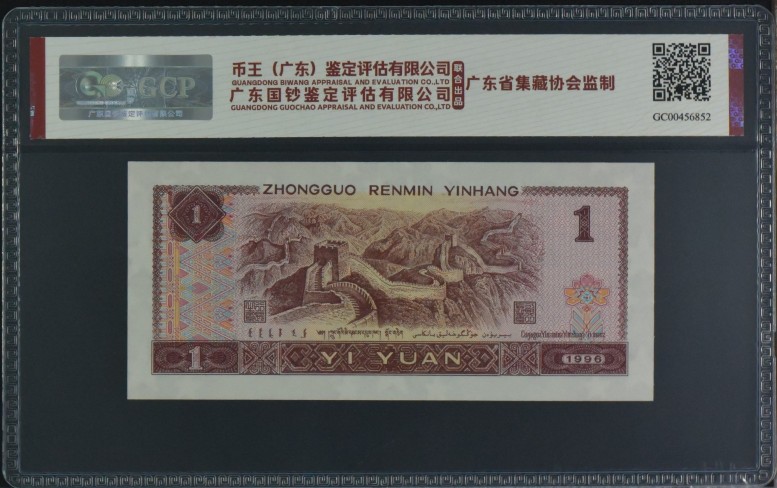 GCP
币王（广东）鉴定评估有限公司
GUANGDONG BIWANG APPRAISAL AND EVALUATION CO.,LTD
广东国钞鉴定评估有限公司
GUANGDONG GUOCHAO APPRAISAL AND EVALUATION CO.,LTD
联合出品
广东省集藏协会监制
GC00456852
ZHONGGUO RENMIN YINHANG
1
1
1
YI YUAN
1996